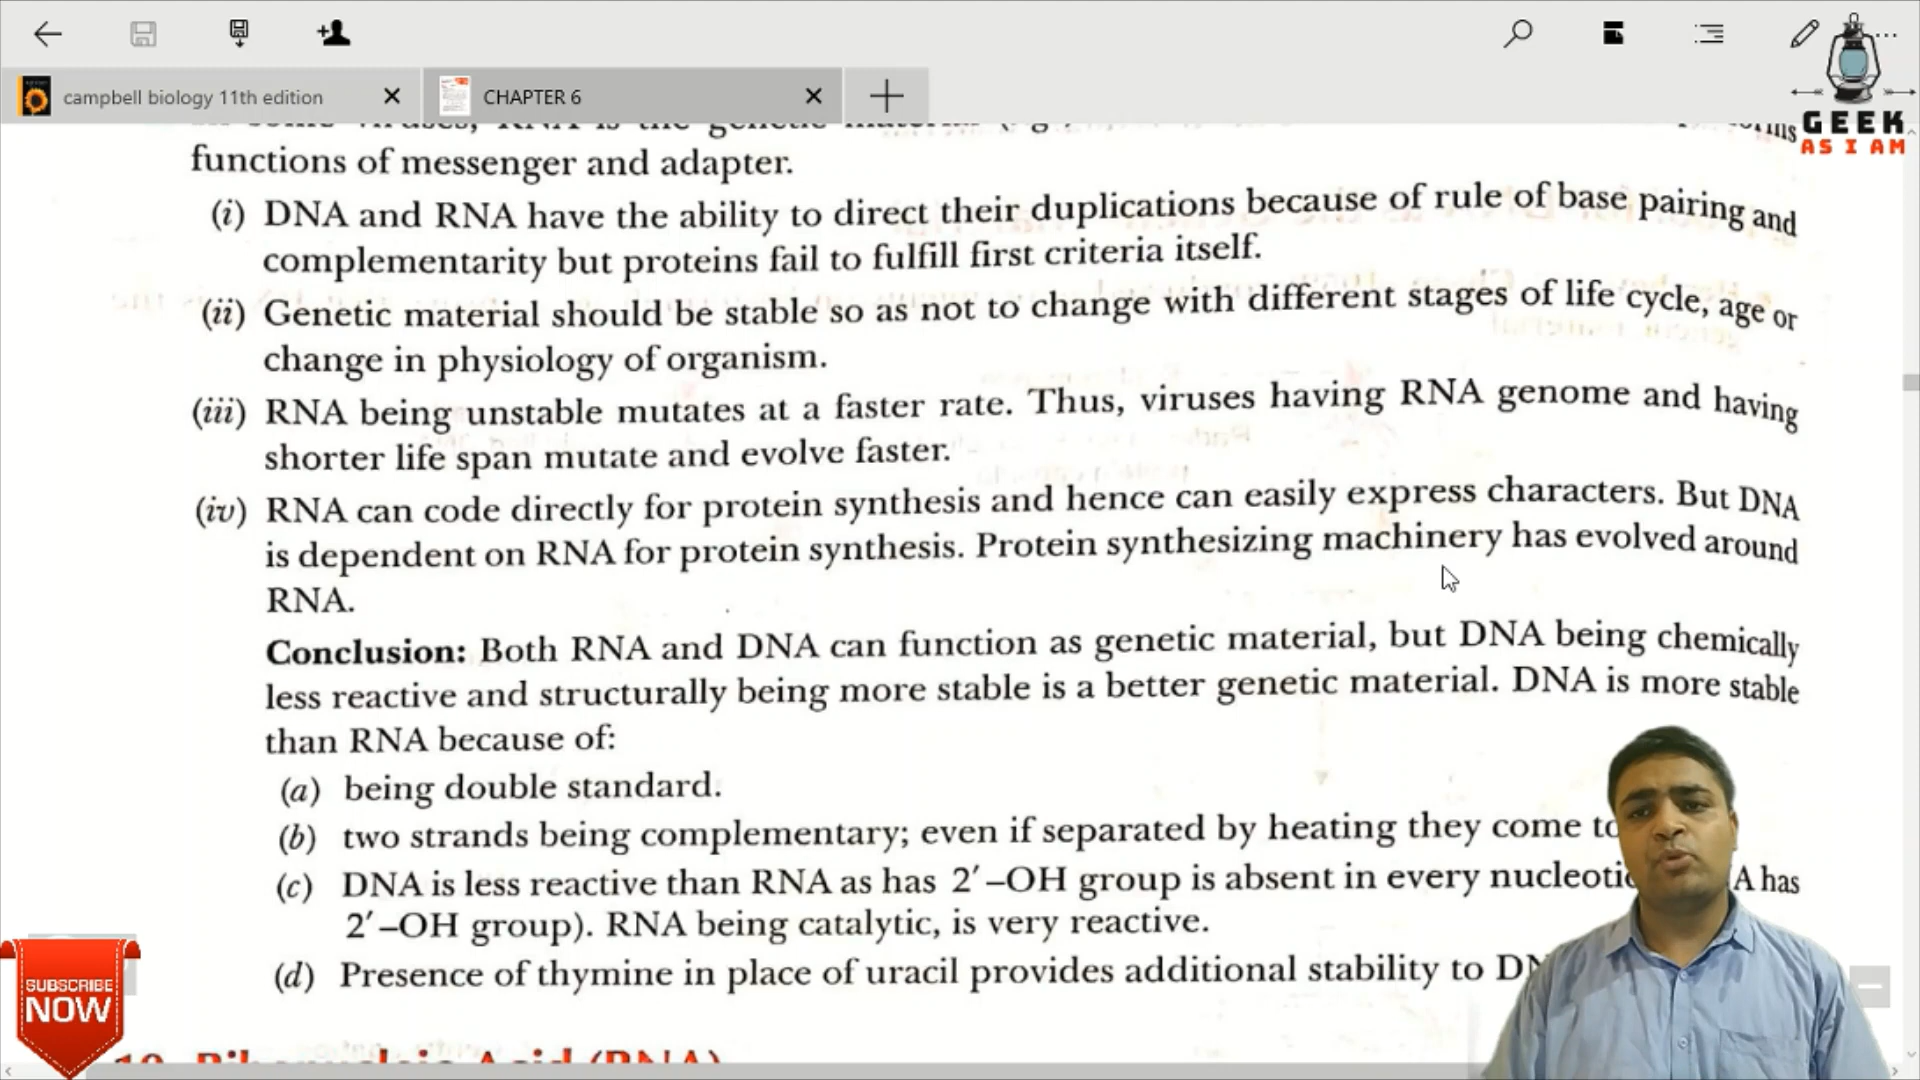 campbell biology 11th edition
CHAPTER 6
GEEK
AS I AM
functions of messenger and adapter.
(i) DNA and RNA have the ability to direct their duplications because of rule of base pairing and
complementarity but proteins fail to fulfill first criteria itself.
(ii) Genetic material should be stable so as not to change with different stages of life cycle, age or
change in physiology of organism.
(iii) RNA being unstable mutates at a faster rate. Thus, viruses having RNA genome and having
shorter life span mutate and evolve faster.
(iv) RNA can code directly for protein synthesis and hence can easily express characters. But DNA
is dependent on RNA for protein synthesis. Protein synthesizing machinery has evolved around
RNA.
Conclusion: Both RNA and DNA can function as genetic material, but DNA being chemically
less reactive and structurally being more stable is a better genetic material. DNA is more stable
than RNA because of:
(a) being double standard.
(b) two strands being complementary; even if separated by heating they come
(c) DNA is less reactive than RNA as has 2′–OH group is absent in every has
2′–OH group). RNA being catalytic, is very reactive.
(d) Presence of thymine in place of uracil provides additional stability to
SUBSCRIBE
NOW
Acid (RNA)